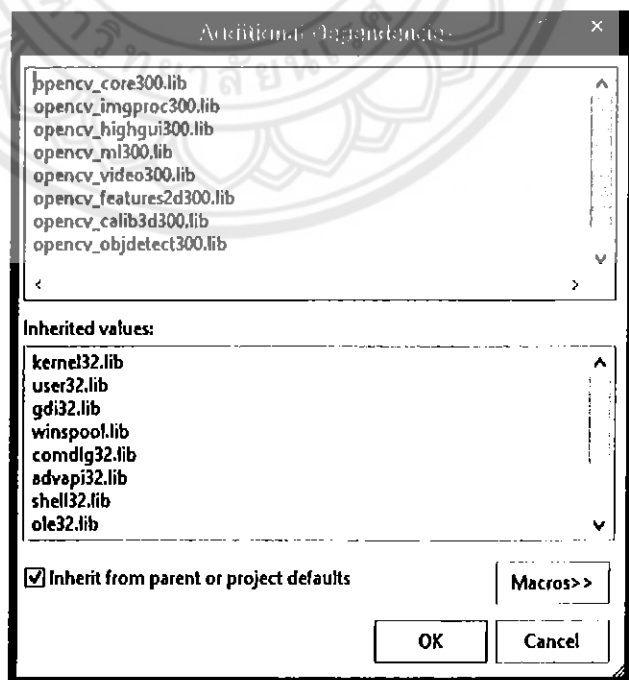 Additional Dependencies
opencv_core300.lib
opencv_imgproc300.lib
opencv_highgui300.lib
opencv_ml300.lib
opencv_video300.lib
opencv_features2d300.lib
opencv_calib3d300.lib
opencv_objdetect300.lib
Inherited values:
kernel32.lib
user32.lib
gdi32.lib
winspool.lib
comdlg32.lib
advapi32.lib
shell32.lib
ole32.lib
Inherit from parent or project defaults
Macros>>
OK
Cancel